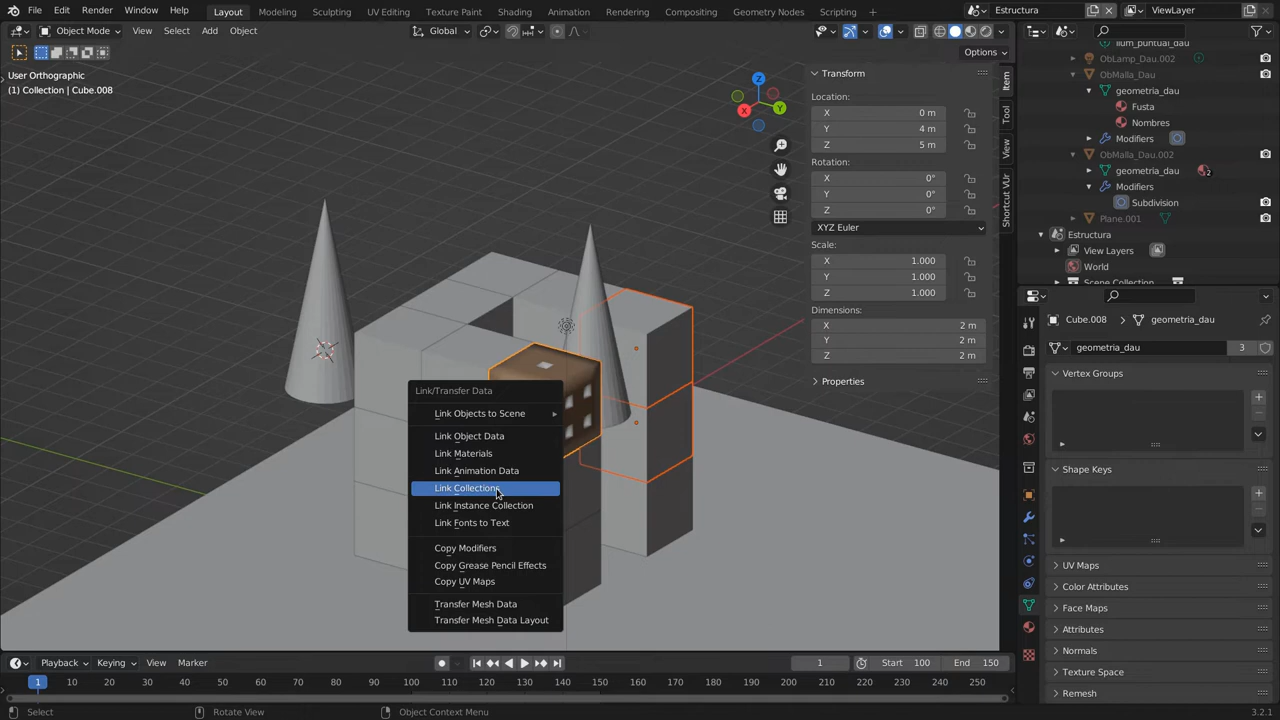 File Edit Render Window Help Layout Modeling Sculpting UV Editing Texture Paint Shading Animation Rendering Compositing Geometry Nodes Scripting + Estructura ViewLayer
Object Mode View Select Add Object Global
Options
User Orthographic
(1) Collection | Cube.008
Z
Y
X
Transform
Location:
X 0 m
Y 4 m
Z 5 m
Rotation:
X 0°
Y 0°
Z 0°
XYZ Euler
Scale:
X 1.000
Y 1.000
Z 1.000
Dimensions:
X 2 m
Y 2 m
Z 2 m
Properties
Item
Tool
View
Shortcut VUr
Link/Transfer Data
Link Objects to Scene
Link Object Data
Link Materials
Link Animation Data
Link Collections
Link Instance Collection
Link Fonts to Text
Copy Modifiers
Copy Grease Pencil Effects
Copy UV Maps
Transfer Mesh Data
Transfer Mesh Data Layout
ilum_puntual_dau
ObLamp_Dau.002
ObMalla_Dau
geometria_dau
Fusta
Nombres
Modifiers
ObMalla_Dau.002
geometria_dau 2
Modifiers
Subdivision
Plane.001
Estructura
View Layers
World
Scene Collection
Cube.008 geometria_dau
geometria_dau 3
Vertex Groups
Shape Keys
UV Maps
Color Attributes
Face Maps
Attributes
Normals
Texture Space
Remesh
Playback Keying View Marker 1 Start 100 End 150
1 10 20 30 40 50 60 70 80 90 100 110 120 130 140 150 160 170 180 190 200 210 220 230 240 250
Select Rotate View Object Context Menu 3.2.1